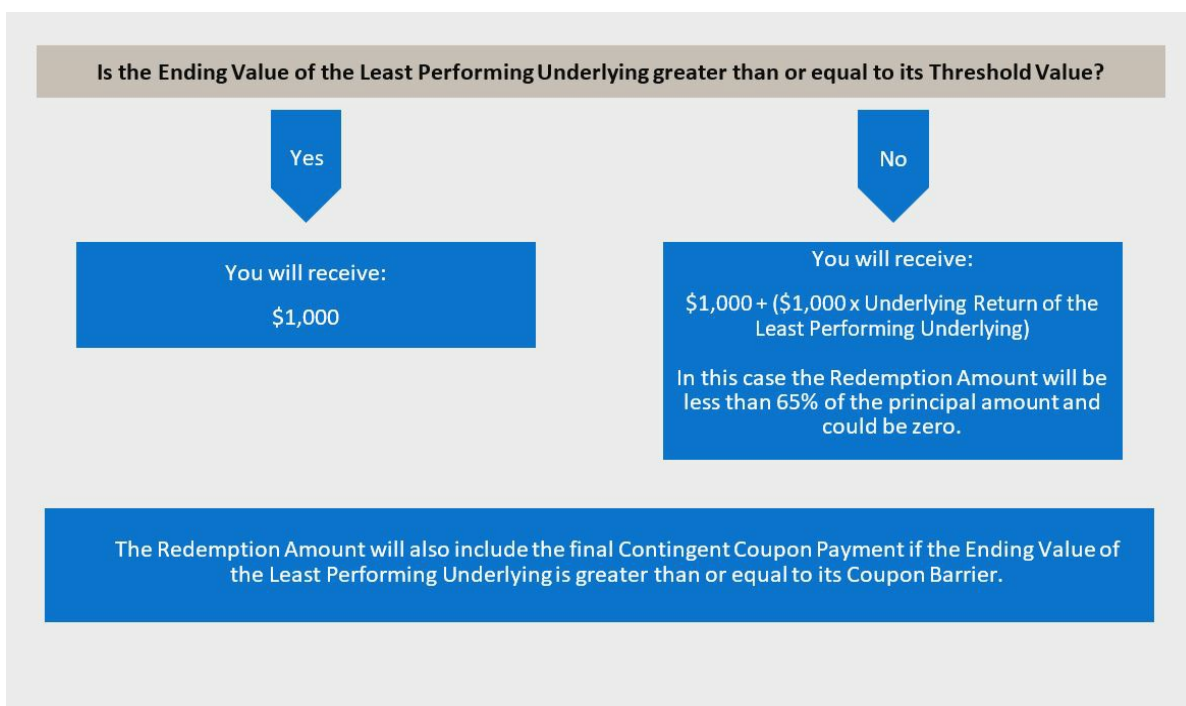 Is the Ending Value of the Least Performing Underlying greater than or equal to its Threshold Value?
Yes
No
You will receive:
$1,000
You will receive:
$1,000 + ($1,000 x Underlying Return of the
Least Performing Underlying)
In this case the Redemption Amount will be
less than 65% of the principal amount and
could be zero.
The Redemption Amount will also include the final Contingent Coupon Payment if the Ending Value of
the Least Performing Underlying is greater than or equal to its Coupon Barrier.